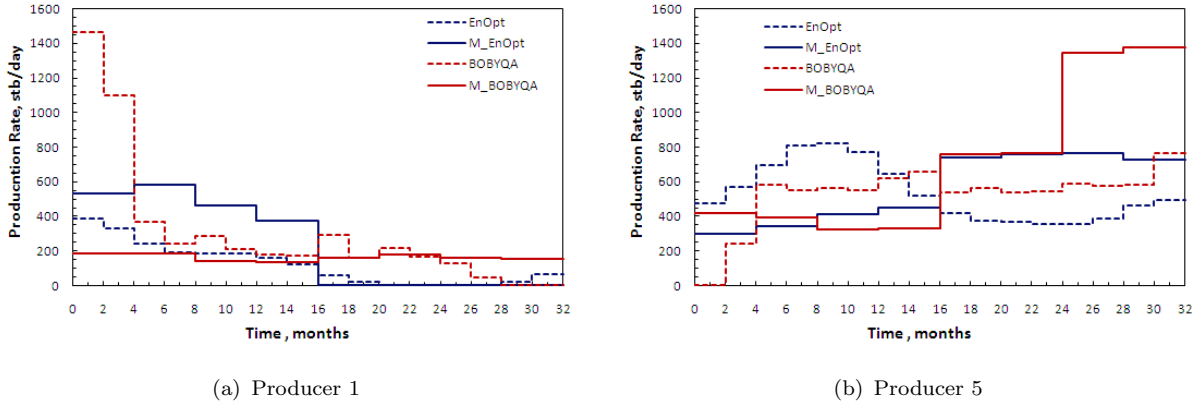 1600
1400
1200
1000
800
600
400
200
0
Producntion Rate, stb/day
EnOpt
M_EnOpt
BOBYQA
M_BOBYQA
0 2 4 6 8 10 12 14 16 18 20 22 24 26 28 30 32
Time , months
(a) Producer 1
1600
1400
1200
1000
800
600
400
200
0
Producntion Rate, stb/day
EnOpt
M_EnOpt
BOBYQA
M_BOBYQA
0 2 4 6 8 10 12 14 16 18 20 22 24 26 28 30 32
Time , months
(b) Producer 5